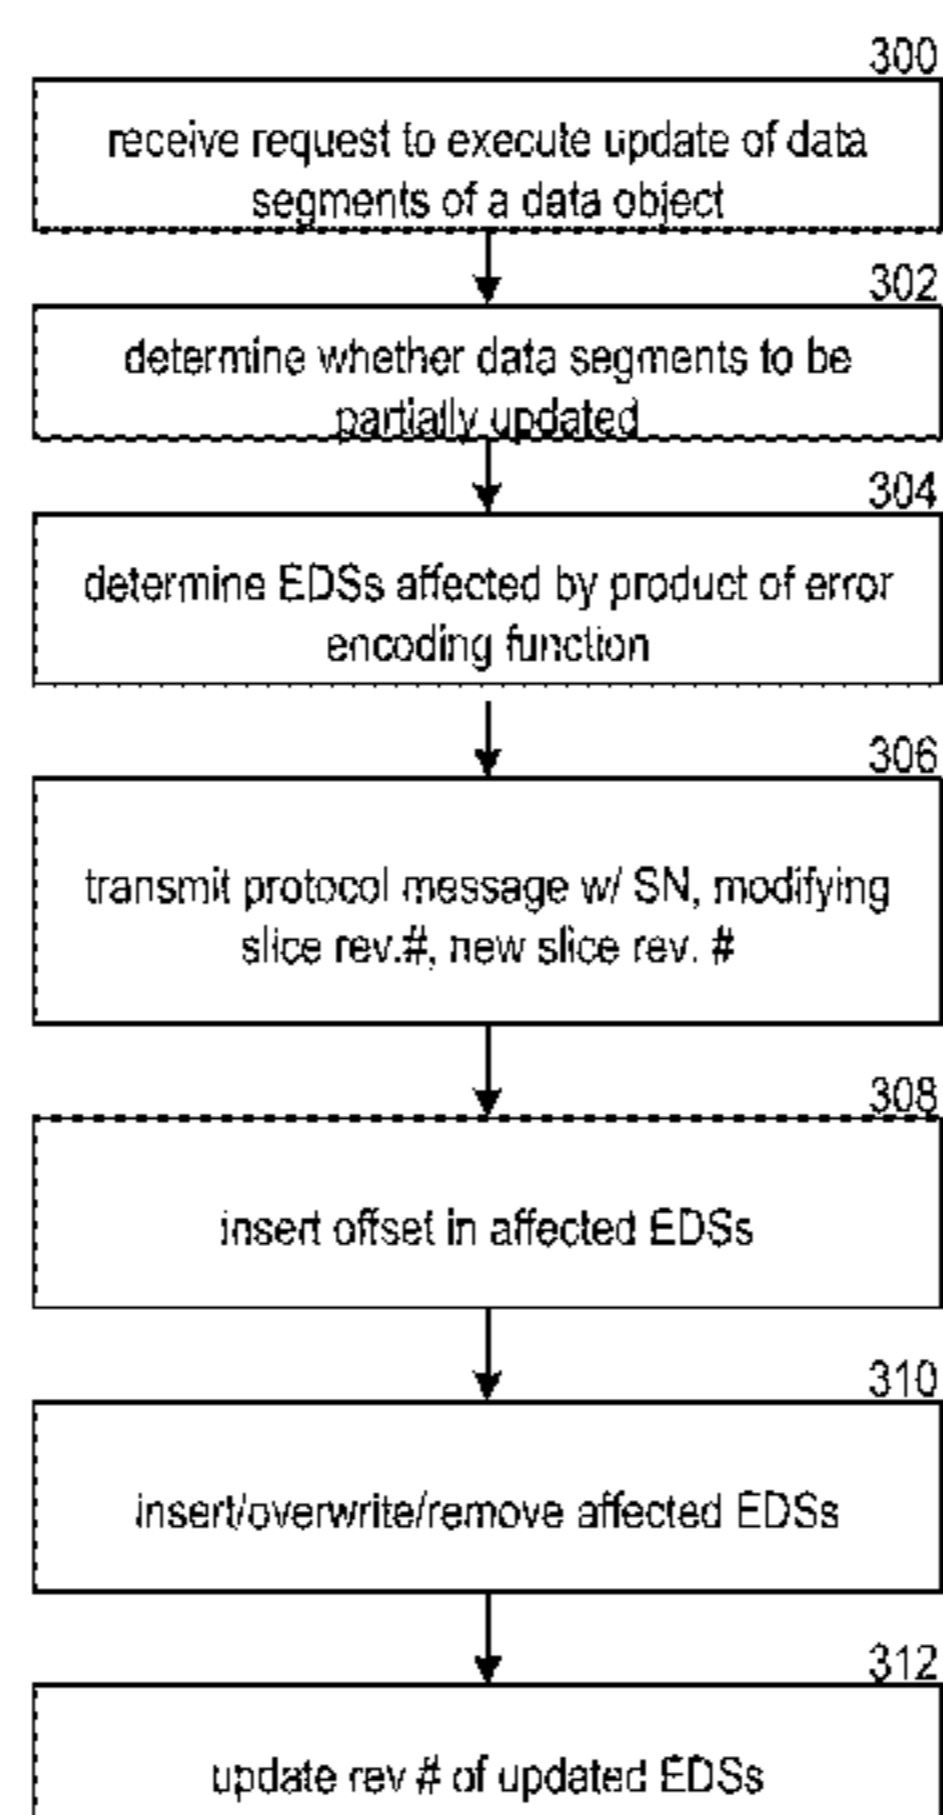 300
receive request to execute update of data
segments of a data object
302
determine whether data segments to be
partially updated
304
determine EDSs affected by product of error
encoding function
306
transmit protocol message w/ SN, modifying
slice rev.#, new slice rev. #
308
insert offset in affected EDSs
310
insert/overwrite/remove affected EDSs
312
update rev # of updated EDSs